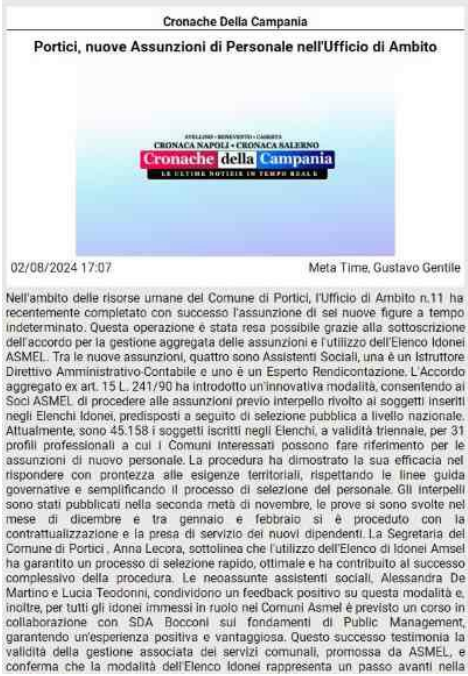 Cronache Della Campania
Portici, nuove Assunzioni di Personale nell'Ufficio di Ambito
AVELLINO • BENEVENTO • CASERTA
CRONACA NAPOLI • CRONACA SALERNO
Cronache della Campania
LE ULTIME NOTIZIE IN TEMPO REALE
02/08/2024 17:07 Meta Time, Gustavo Gentile
Nell'ambito delle risorse umane del Comune di Portici, l'Ufficio di Ambito n.11 ha
recentemente completato con successo l'assunzione di sei nuove figure a tempo
indeterminato. Questa operazione è stata resa possibile grazie alla sottoscrizione
dell'accordo per la gestione aggregata delle assunzioni e l'utilizzo dell'Elenco Idonei
ASMEL. Tra le nuove assunzioni, quattro sono Assistenti Sociali, una è un Istruttore
Direttivo Amministrativo-Contabile e uno è un Esperto Rendicontazione. L'Accordo
aggregato ex art. 15 L. 241/90 ha introdotto un'innovativa modalità, consentendo ai
Soci ASMEL di procedere alle assunzioni previo interpello rivolto ai soggetti inseriti
negli Elenchi Idonei, predisposti a seguito di selezione pubblica a livello nazionale.
Attualmente, sono 45.158 i soggetti iscritti negli Elenchi, a validità triennale, per 31
profili professionali a cui i Comuni interessati possono fare riferimento per le
assunzioni di nuovo personale. La procedura ha dimostrato la sua efficacia nel
rispondere con prontezza alle esigenze territoriali, rispettando le linee guida
governative e semplificando il processo di selezione del personale. Gli interpelli
sono stati pubblicati nella seconda metà di novembre, le prove si sono svolte nel
mese di dicembre e tra gennaio e febbraio si è proceduto con la
contrattualizzazione e la presa di servizio dei nuovi dipendenti. La Segretaria del
Comune di Portici , Anna Lecora, sottolinea che l'utilizzo dell'Elenco di Idonei Amsel
ha garantito un processo di selezione rapido, ottimale e ha contribuito al successo
complessivo della procedura. Le neoassunte assistenti sociali, Alessandra De
Martino e Lucia Teodonni, condividono un feedback positivo su questa modalità e,
inoltre, per tutti gli idonei immessi in ruolo nei Comuni Asmel è previsto un corso in
collaborazione con SDA Bocconi sui fondamenti di Public Management,
garantendo un'esperienza positiva e vantaggiosa. Questo successo testimonia la
validità della gestione associata dei servizi comunali, promossa da ASMEL, e
conferma che la modalità dell'Elenco Idonei rappresenta un passo avanti nella